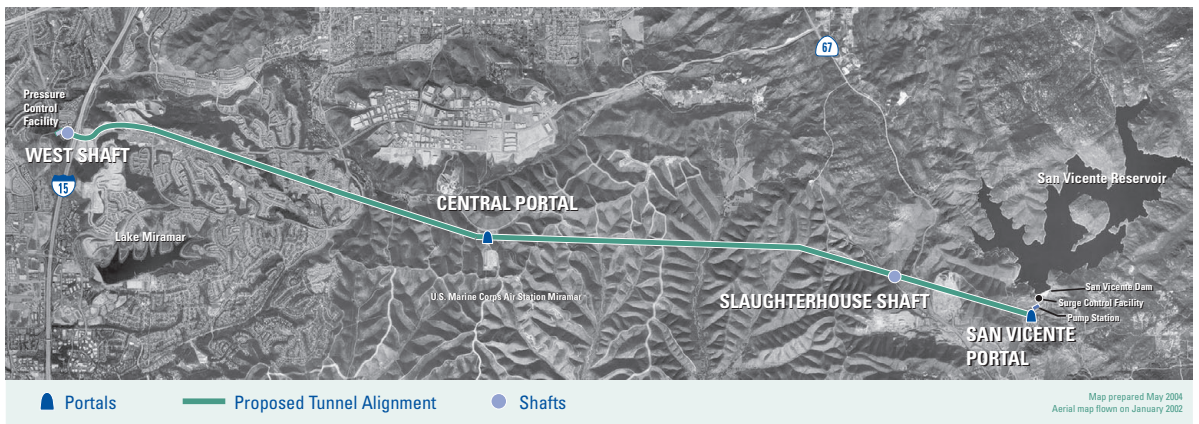 67
Pressure
Control
Facility
WEST SHAFT
15
San Vicente Reservoir
CENTRAL PORTAL
Lake Miramar
U.S. Marine Corps Air Station Miramar
San Vicente Dam
SLAUGHTERHOUSE SHAFT
Surge Control Facility
Pump Station
SAN VICENTE
PORTAL
Portals
Proposed Tunnel Alignment
Shafts
Map prepared May 2004
Aerial map flown on January 2002